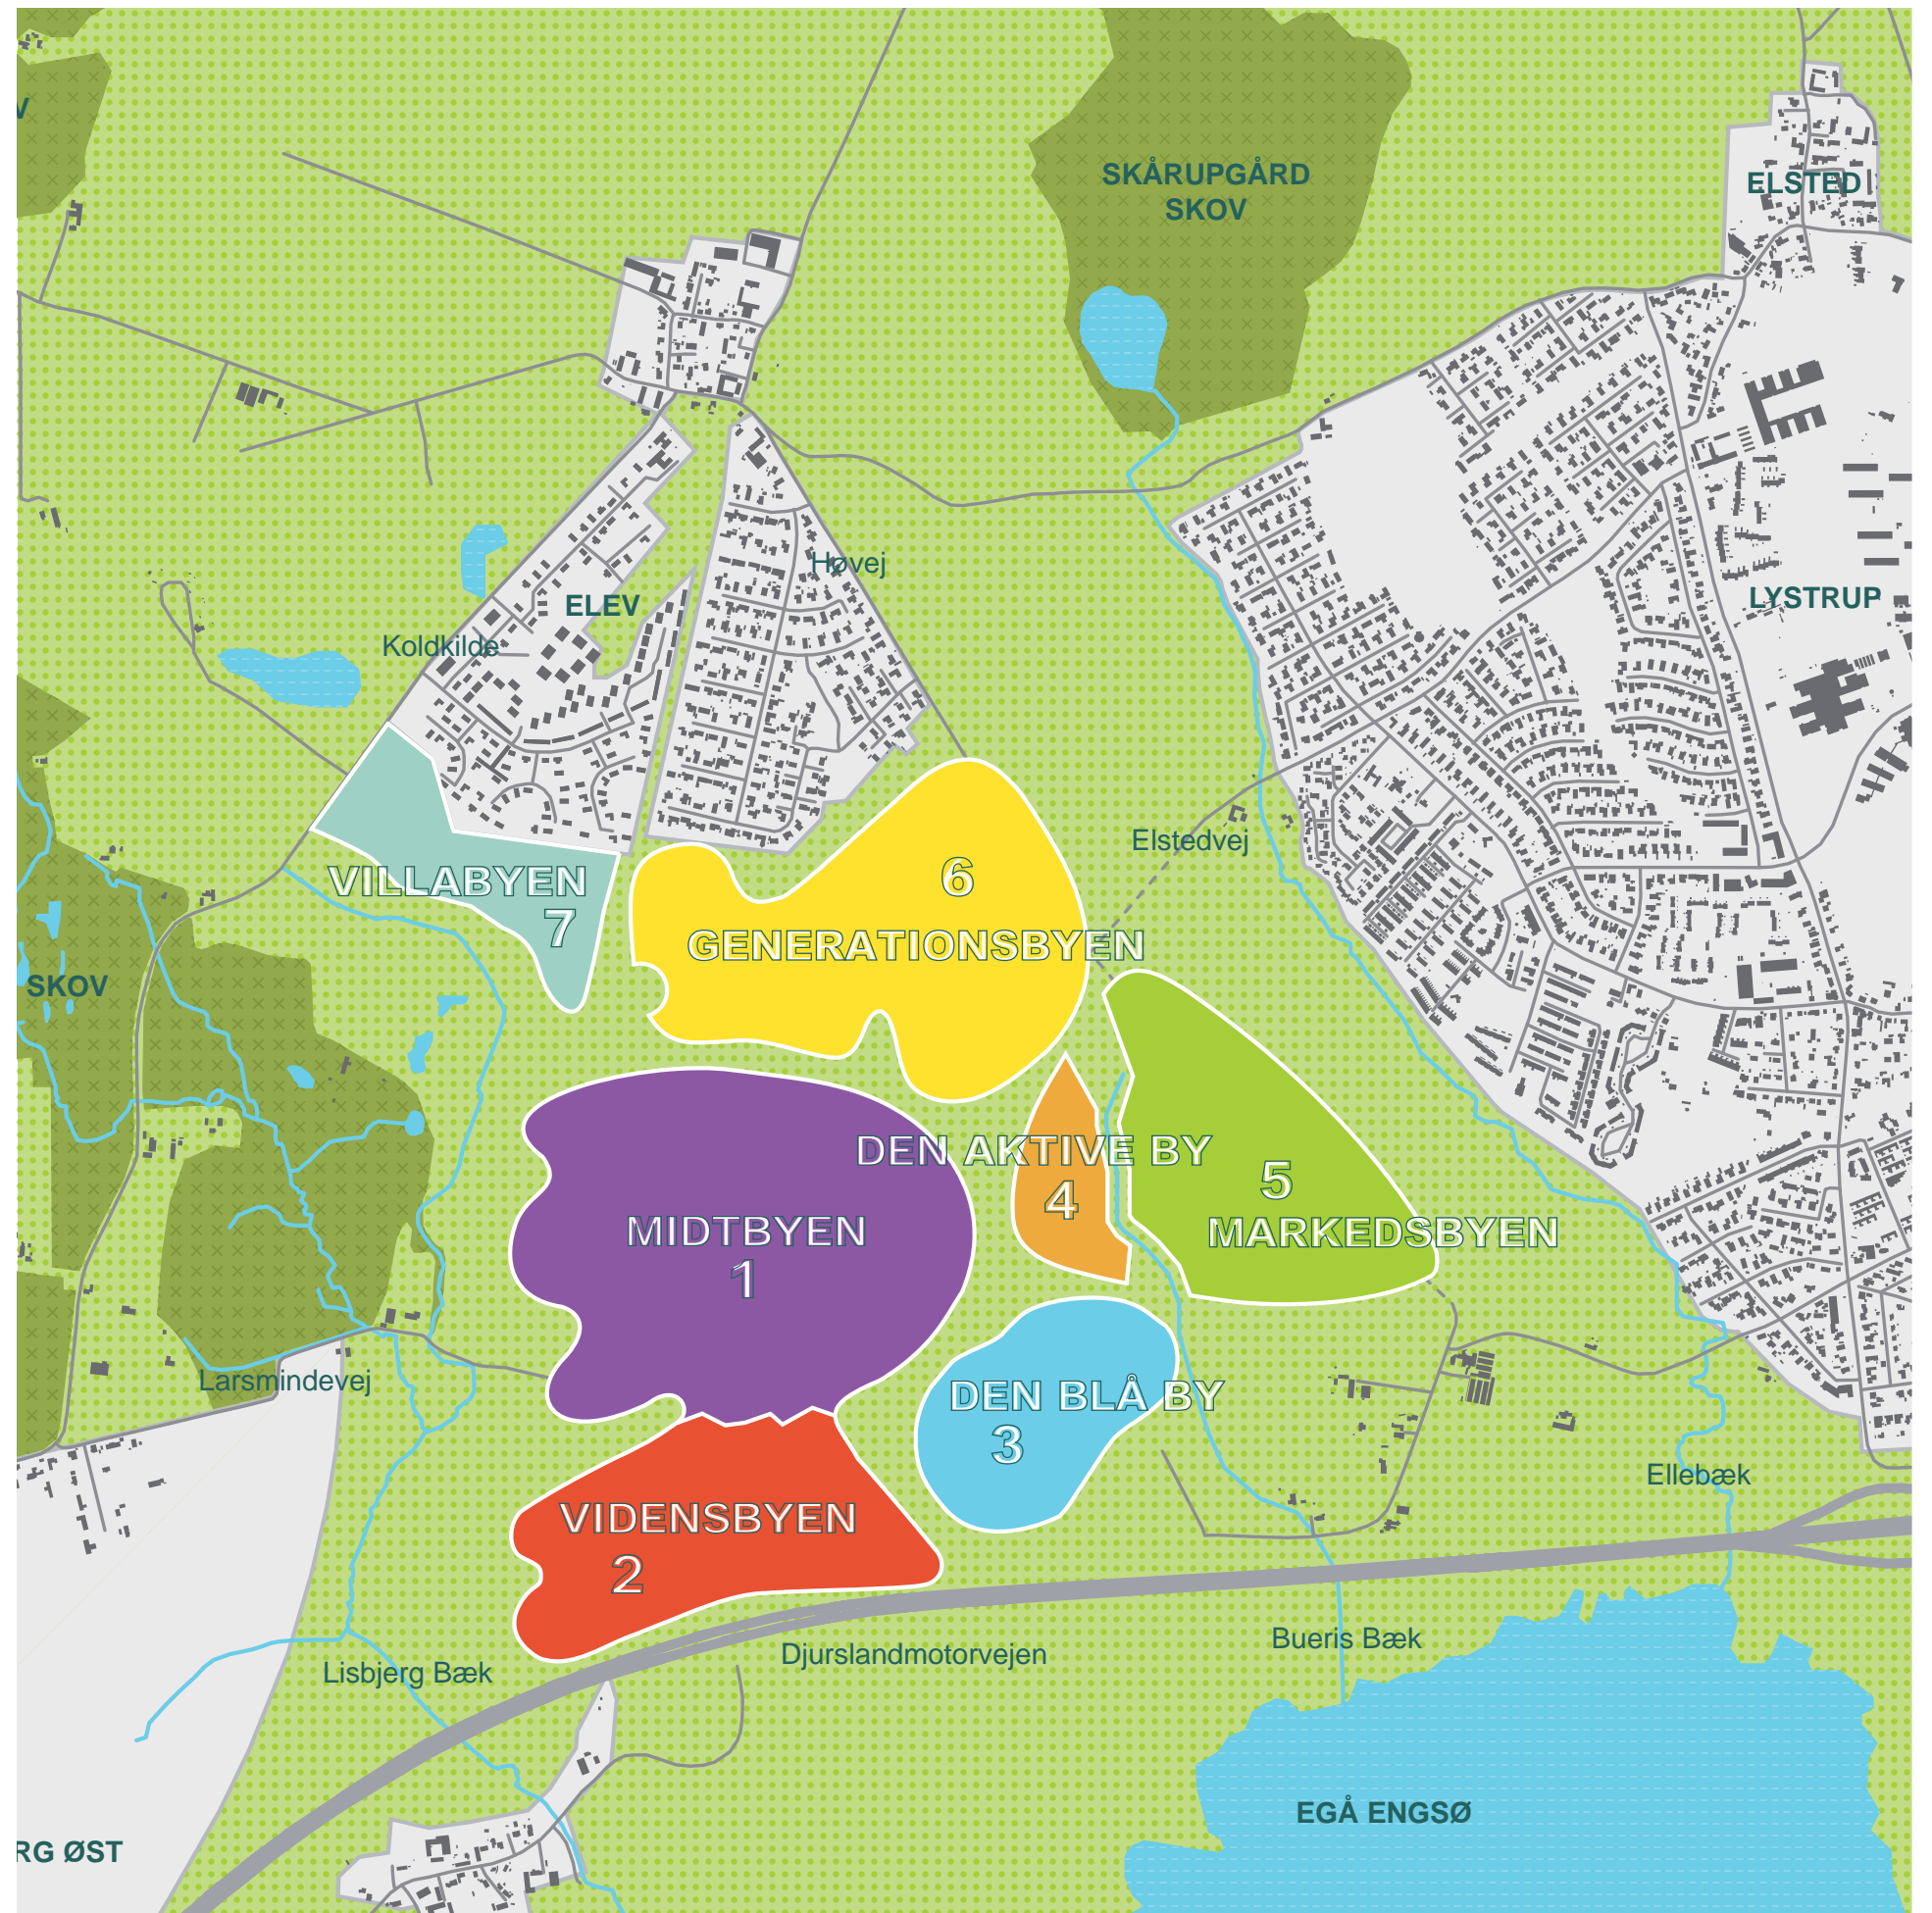 V
SKÅRUPGÅRD
SKOV
ELSTED
Høvej
ELEV
LYSTRUP
Koldkilde
Elstedvej
VILLABYEN
7
6
GENERATIONSBYEN
SKOV
DEN AKTIVE BY
4
5
MARKEDSBYEN
MIDTBYEN
1
Larsmindevej
DEN BLÅ BY
3
Ellebæk
VIDENSBYEN
2
Djurslandmotorvejen
Bueris Bæk
Lisbjerg Bæk
EGÅ ENGSØ
RG ØST